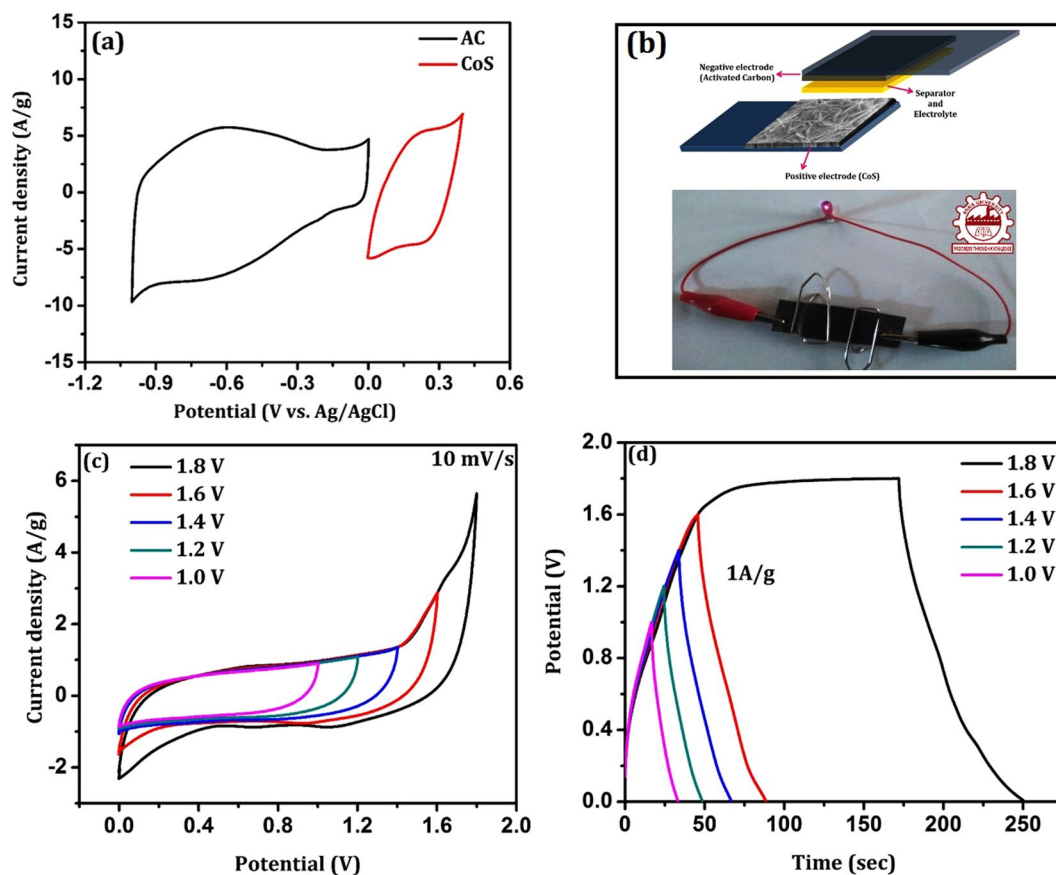 (a)
AC
CoS
Current density (A/g)
15
10
5
0
-5
-10
-15
-1.2 -0.9 -0.6 -0.3 0.0 0.3 0.6
Potential (V vs. Ag/AgCl)
(b)
Negative electrode
(Activated Carbon)
Separator
and
Electrolyte
Positive electrode (CoS)
ANNA UNIVERSITY
PROGRESS THROUGH KNOWLEDGE
(c)
10 mV/s
1.8 V
1.6 V
1.4 V
1.2 V
1.0 V
Current density (A/g)
6
4
2
0
-2
0.0 0.4 0.8 1.2 1.6 2.0
Potential (V)
(d)
1.8 V
1.6 V
1.4 V
1.2 V
1.0 V
1A/g
Potential (V)
2.0
1.6
1.2
0.8
0.4
0.0
0 50 100 150 200 250
Time (sec)